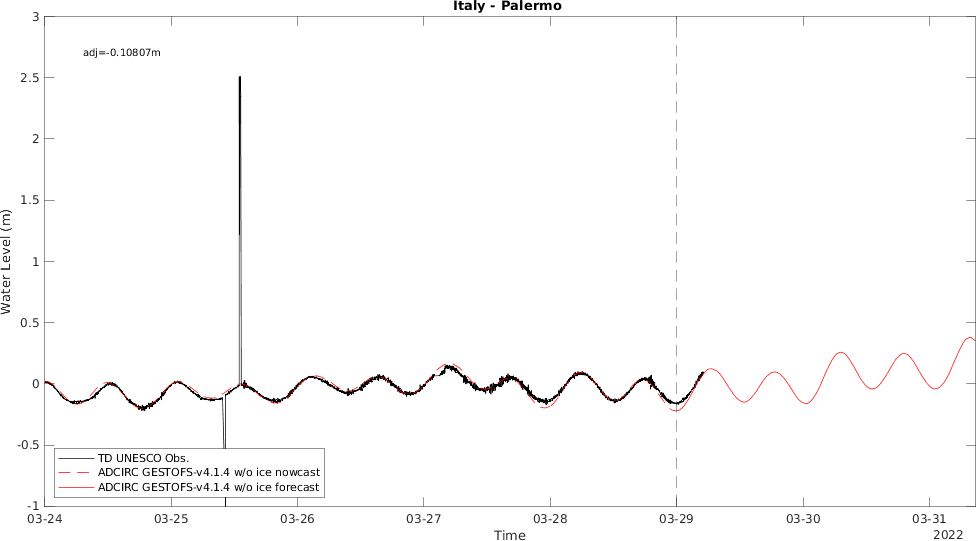 Italy - Palermo
adj=-0.10807m
3
2.5
2
1.5
1
0.5
0
-0.5
-1
Water Level (m)
TD UNESCO Obs.
ADCIRC GESTOFS-v4.1.4 w/o ice nowcast
ADCIRC GESTOFS-v4.1.4 w/o ice forecast
03-24 03-25 03-26 03-27 03-28 03-29 03-30 03-31
Time
2022